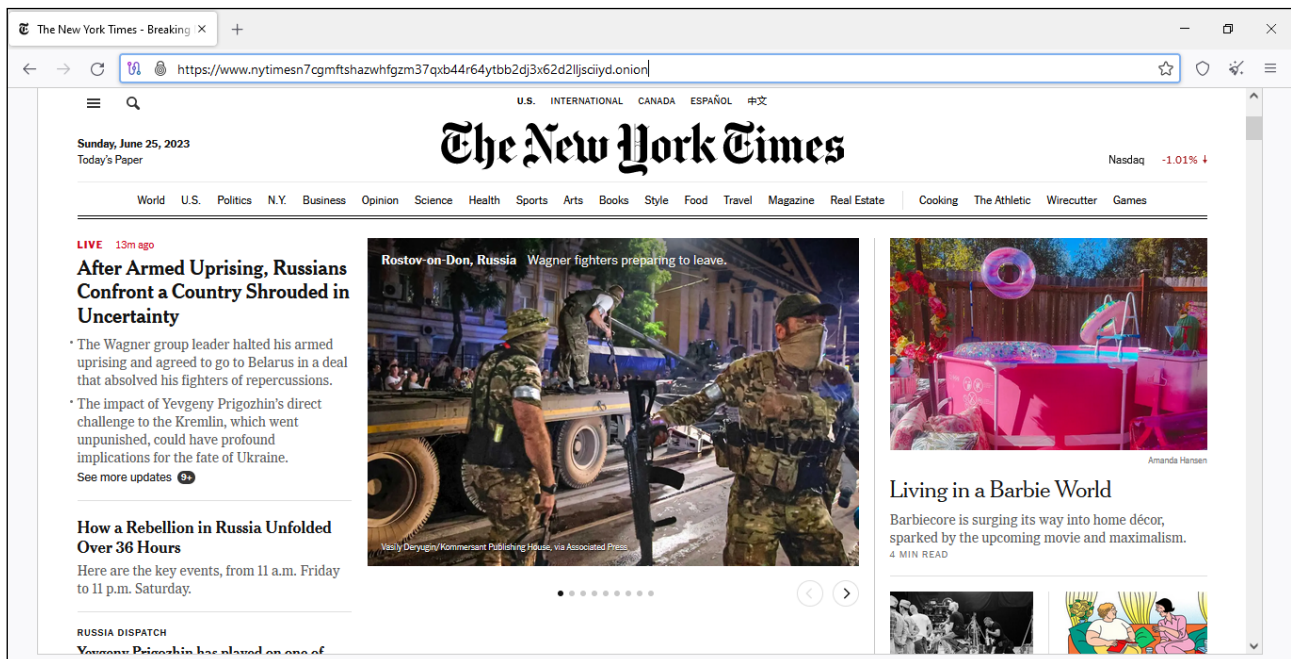 The New York Times - Breaking
https://www.nytimesn7cgmftshazwhfgzm37qxb44r64ytbb2dj3x62d2lljsciiyd.onion
U.S. INTERNATIONAL CANADA ESPAÑOL 中文
Sunday, June 25, 2023
Today's Paper
The New York Times
Nasdaq -1.01% ↓
World U.S. Politics N.Y. Business Opinion Science Health Sports Arts Books Style Food Travel Magazine Real Estate Cooking The Athletic Wirecutter Games
LIVE 13m ago
After Armed Uprising, Russians
Confront a Country Shrouded in
Uncertainty
• The Wagner group leader halted his armed
uprising and agreed to go to Belarus in a deal
that absolved his fighters of repercussions.
• The impact of Yevgeny Prigozhin's direct
challenge to the Kremlin, which went
unpunished, could have profound
implications for the fate of Ukraine.
See more updates 9+
How a Rebellion in Russia Unfolded
Over 36 Hours
Here are the key events, from 11 a.m. Friday
to 11 p.m. Saturday.
RUSSIA DISPATCH
Yevgeny Prigozhin has played on one of
Rostov-on-Don, Russia Wagner fighters preparing to leave.
Vasily Deryugin/Kommersant Publishing House, via Associated Press
Amanda Hansen
Living in a Barbie World
Barbiecore is surging its way into home décor,
sparked by the upcoming movie and maximalism.
4 MIN READ